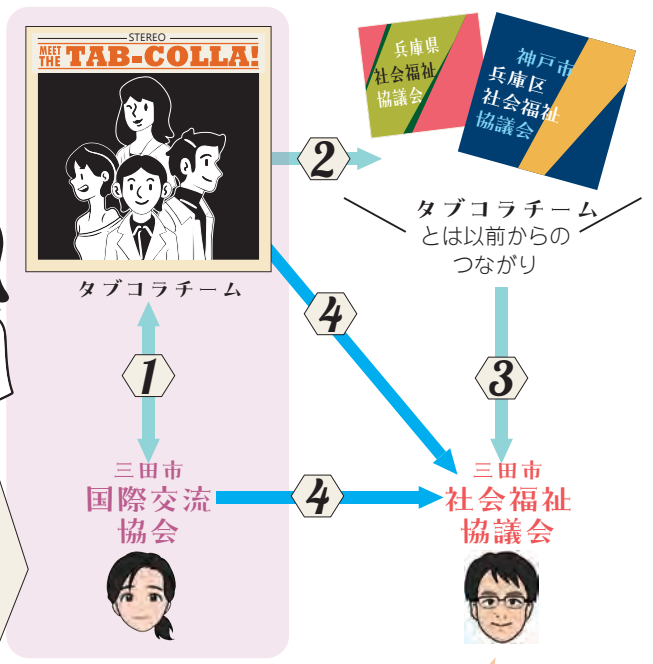 STEREO
MEET THE TAB-COLLA!
タブコラチーム
兵庫県
社会福祉
協議会
神戸市
兵庫区
社会福祉
協議会
2
タブコラチーム
とは以前からの
つながり
4
1
3
三田市
国際交流
協会
4
三田市
社会福祉
協議会